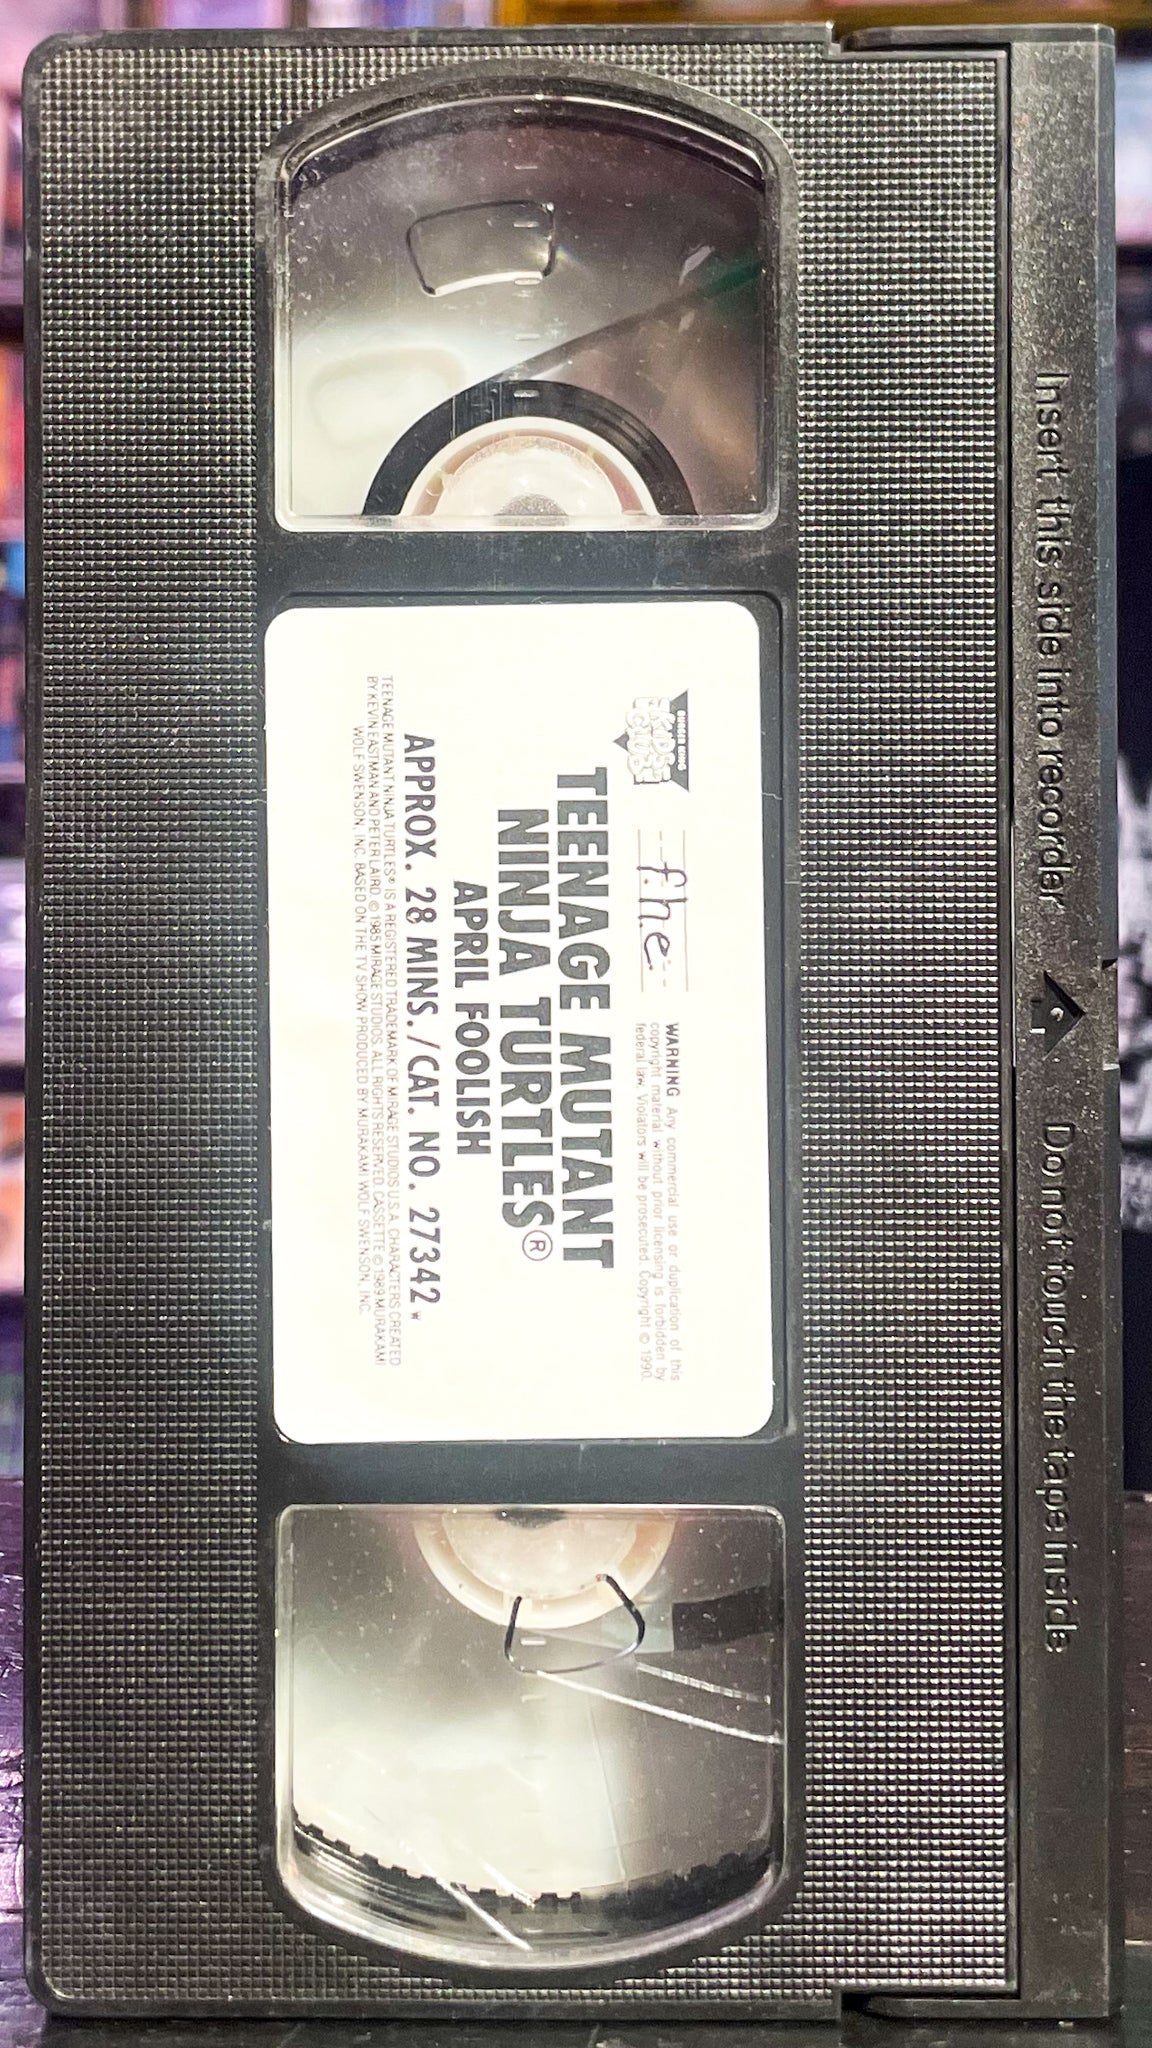 Insert this side into recorder
Do not touch the tape inside
BURGER KING
KIDS
CLUB
f.h.e.
WARNING Any commercial use or duplication of this
copyright material without prior licensing is forbidden by
federal law. Violators will be prosecuted. Copyright © 1990.
TEENAGE MUTANT
NINJA TURTLES®
APRIL FOOLISH
APPROX. 28 MINS./CAT. NO. 27342 W
TEENAGE MUTANT NINJA TURTLES® IS A REGISTERED TRADEMARK OF MIRAGE STUDIOS U.S.A. CHARACTERS CREATED
BY KEVIN EASTMAN AND PETER LAIRD. © 1985 MIRAGE STUDIOS. ALL RIGHTS RESERVED. CASSETTE © 1989 MURAKAMI
WOLF SWENSON, INC. BASED ON THE TV SHOW PRODUCED BY MURAKAMI WOLF SWENSON, INC.